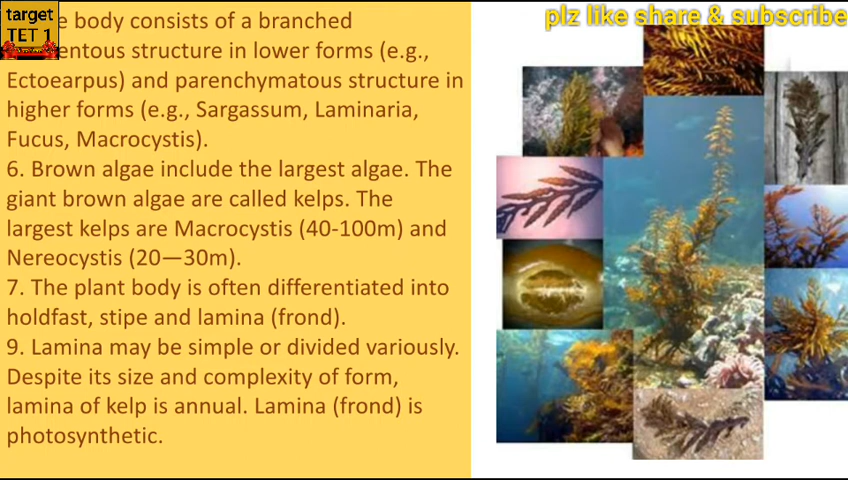 target
TET 1
plz like share & subscribe
body consists of a branched
structure in lower forms (e.g.,
Ectoearpus) and parenchymatous structure in
higher forms (e.g., Sargassum, Laminaria,
Fucus, Macrocystis).
6. Brown algae include the largest algae. The
giant brown algae are called kelps. The
largest kelps are Macrocystis (40-100m) and
Nereocystis (20—30m).
7. The plant body is often differentiated into
holdfast, stipe and lamina (frond).
9. Lamina may be simple or divided variously.
Despite its size and complexity of form,
lamina of kelp is annual. Lamina (frond) is
photosynthetic.